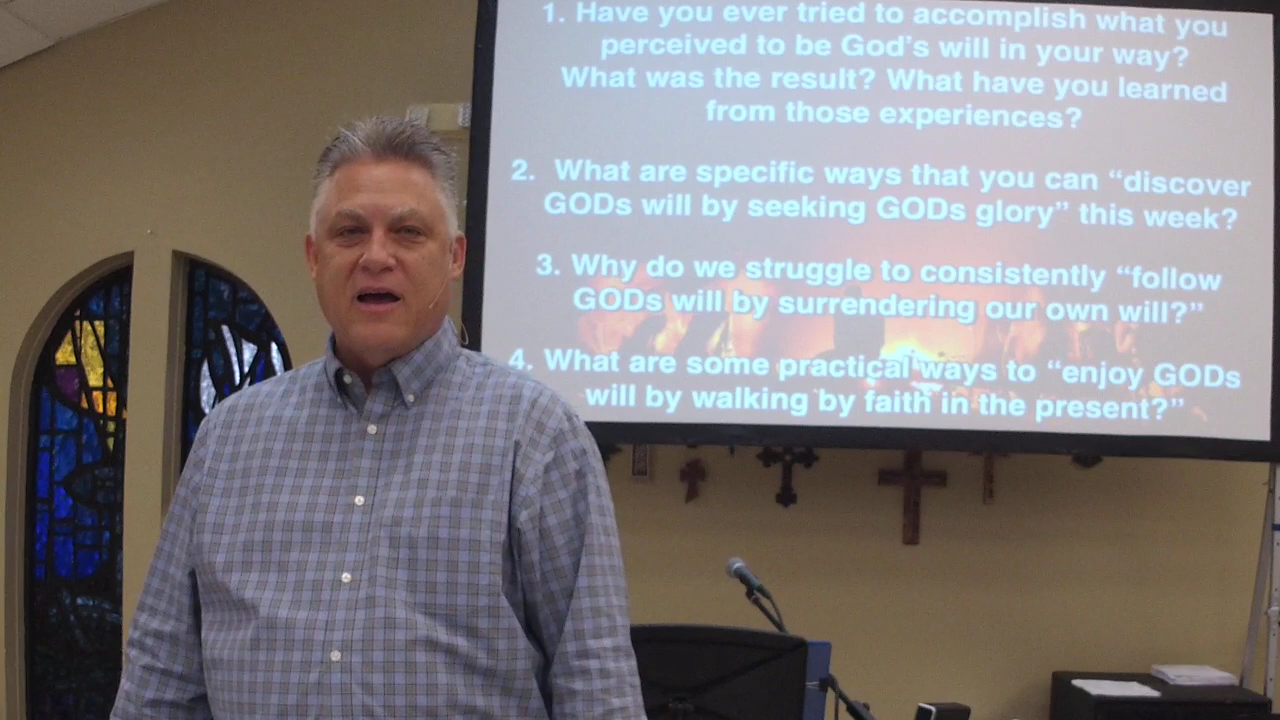 1. Have you ever tried to accomplish what you
perceived to be God's will in your way?
What was the result? What have you learned
from those experiences?
2. What are specific ways that you can “discover
GODs will by seeking GODs glory” this week?
3. Why do we struggle to consistently “follow
GODs will by surrendering our own will?”
4. What are some practical ways to “enjoy GODs
will by walking by faith in the present?”